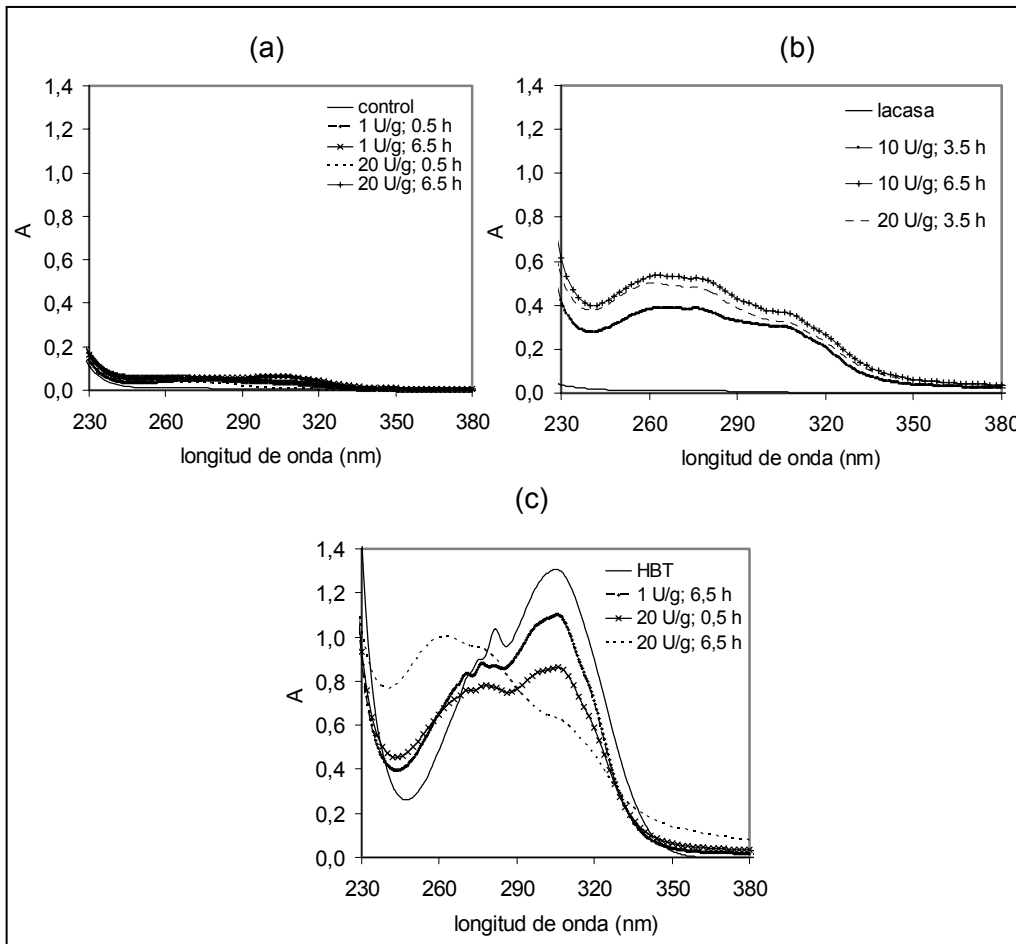 (a)
1,4
1,2
1,0
0,8
0,6
0,4
0,2
0,0
A
230 260 290 320 350 380
longitud de onda (nm)
control
1 U/g; 0.5 h
1 U/g; 6.5 h
20 U/g; 0.5 h
20 U/g; 6.5 h
(b)
1,4
1,2
1,0
0,8
0,6
0,4
0,2
0,0
A
230 260 290 320 350 380
longitud de onda (nm)
lacasa
10 U/g; 3.5 h
10 U/g; 6.5 h
20 U/g; 3.5 h
(c)
1,4
1,2
1,0
0,8
0,6
0,4
0,2
0,0
A
230 260 290 320 350 380
longitud de onda (nm)
HBT
1 U/g; 6,5 h
20 U/g; 0,5 h
20 U/g; 6,5 h